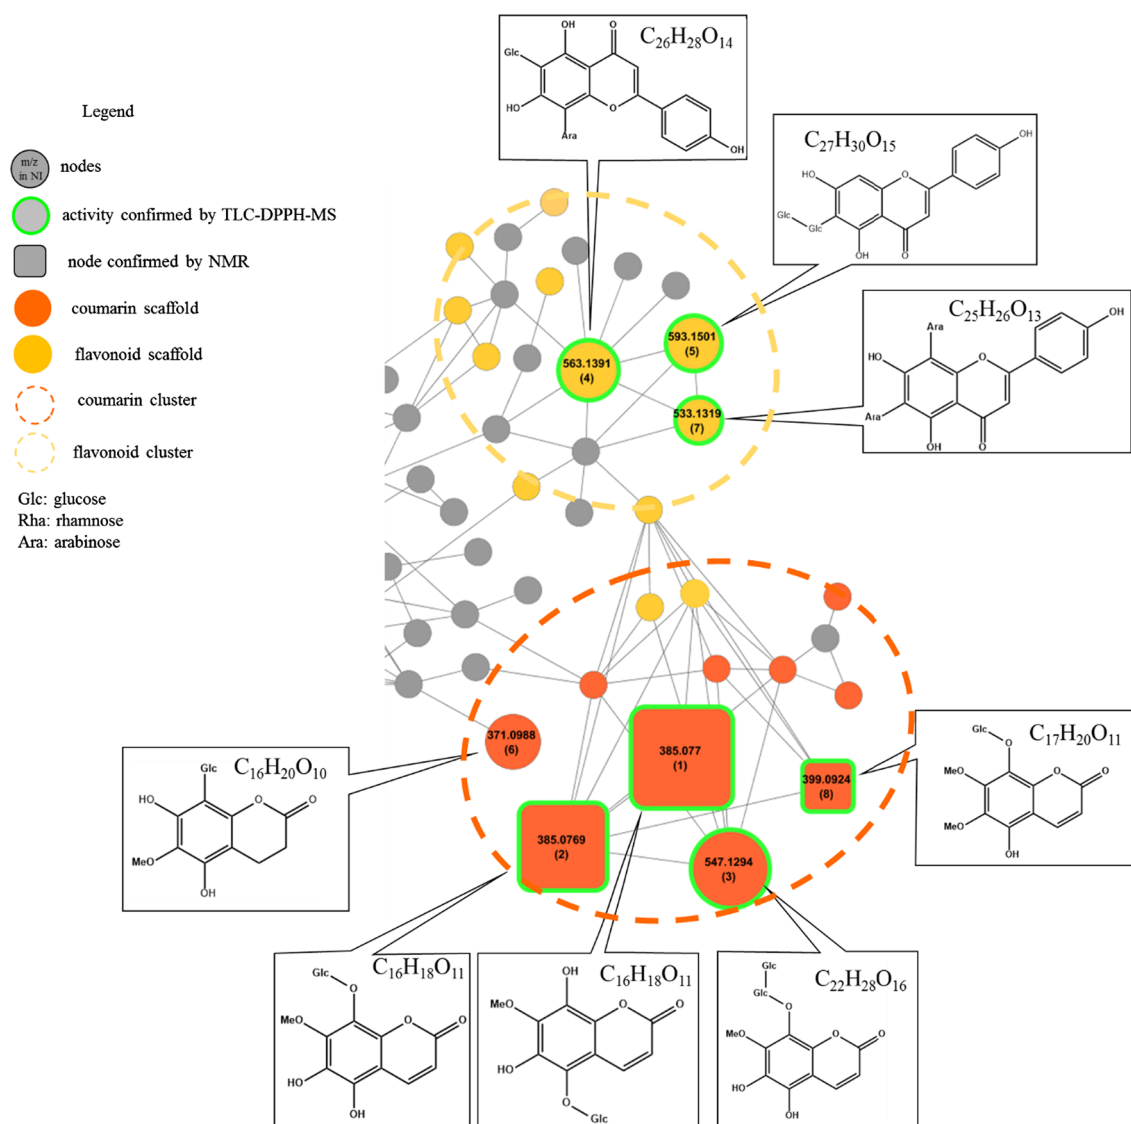 Legend
m/z
in NI
nodes
activity confirmed by TLC-DPPH-MS
node confirmed by NMR
coumarin scaffold
flavonoid scaffold
coumarin cluster
flavonoid cluster
Glc: glucose
Rha: rhamnose
Ara: arabinose
C26H28O14
OH
O
Glc
HO
O
Ara
OH
C27H30O15
OH
HO
O
Glc
Glc
OH
O
C25H26O13
Ara
OH
HO
O
Ara
OH
O
593.1501
(5)
563.1391
(4)
533.1319
(7)
371.0988
(6)
385.077
(1)
399.0924
(8)
385.0769
(2)
547.1294
(3)
C16H20O10
Glc
HO
O
O
MeO
OH
C17H20O11
Glc
O
MeO
O
O
MeO
OH
C16H18O11
Glc
O
MeO
O
O
HO
OH
C16H18O11
OH
MeO
O
O
HO
O
Glc
C22H28O16
Glc
Glc
O
MeO
O
O
HO
OH